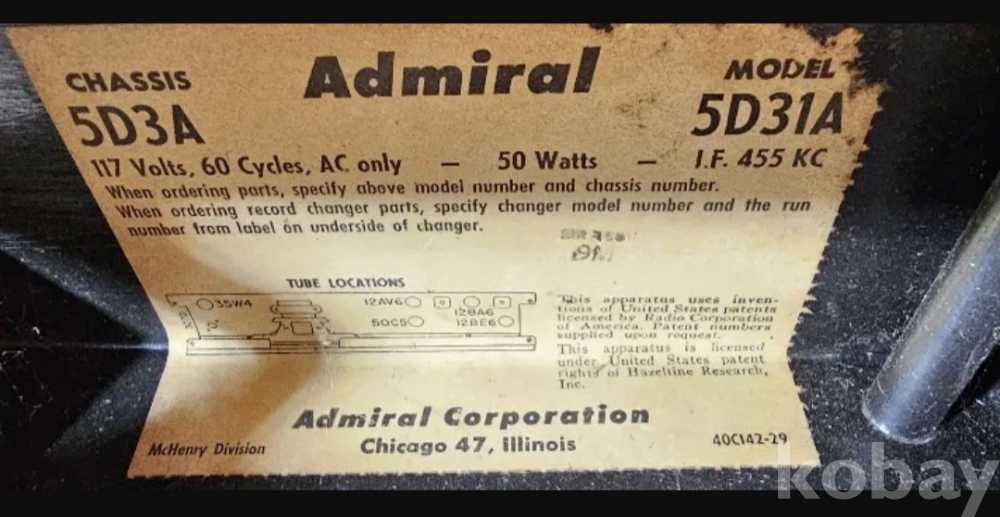 CHASSIS
5D3A
Admiral
MODEL
5D31A
117 Volts, 60 Cycles, AC only — 50 Watts — I.F. 455 KC
When ordering parts, specify above model number and chassis number.
When ordering record changer parts, specify changer model number and the run
number from label on underside of changer.
TUBE LOCATIONS
35W4
12AV6
12BA6
50C5
12BE6
This apparatus uses inven-
tions of United States patents
licensed by Radio Corporation
of America. Patent numbers
supplied upon request.
This apparatus is licensed
under United States patent
rights of Hazeltine Research,
Inc.
Admiral Corporation
McHenry Division
Chicago 47, Illinois
40C142-29
kobay